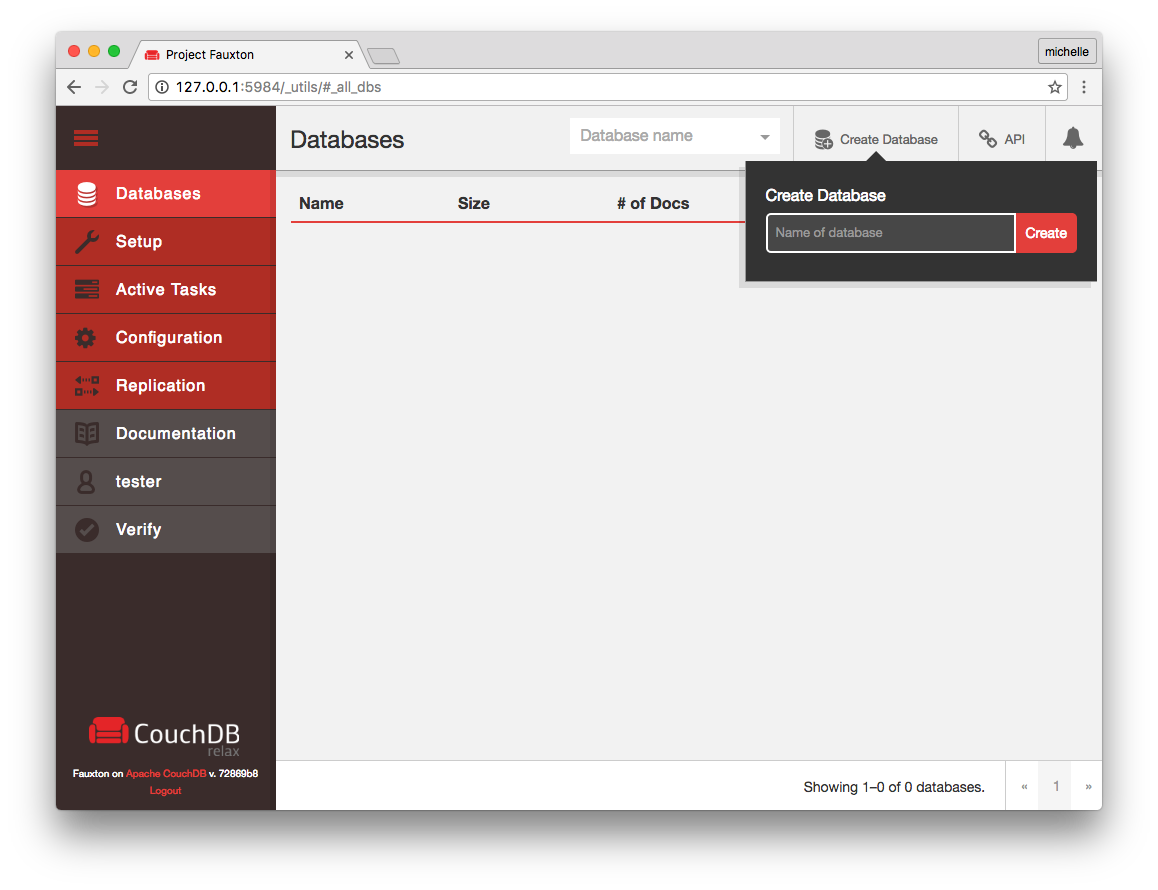 Project Fauxton
michelle
127.0.0.1:5984/_utils/#_all_dbs
Databases
Database name
Create Database
API
Databases
Setup
Active Tasks
Configuration
Replication
Documentation
tester
Verify
Name Size # of Docs
Create Database
Name of database
Create
CouchDB
relax
Fauxton on Apache CouchDB v. 72869b8
Logout
Showing 1–0 of 0 databases.
« 1 »